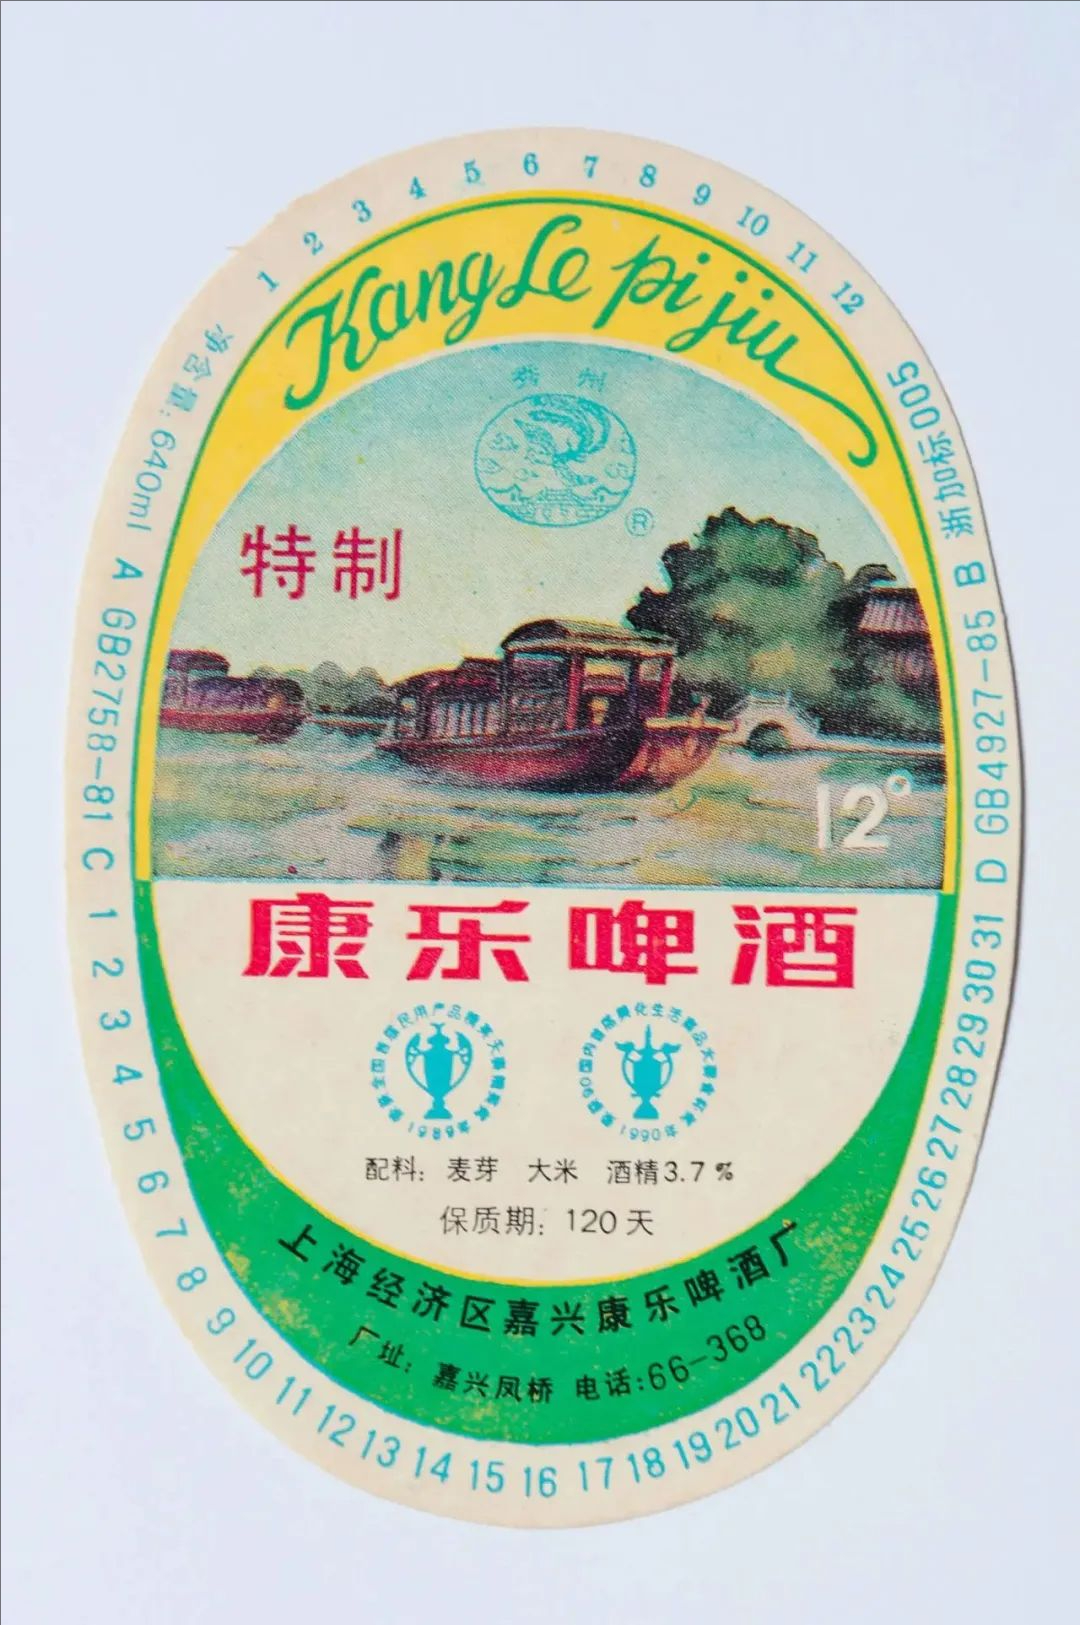 1 2 3 4 5 6 7 8 9 10 11 12
KangLe pi jiu
净含量:640ml A GB2758-81 C 1 2 3 4 5 6 7 8 9 10 11 12 13 14 15 16 17 18 19 20 21 22 23 24 25 26 27 28 29 30 31 D GB4927-85 B 浙加标005
州
®
特制
12°
康乐啤酒
配料: 麦芽 大米 酒精3.7%
保质期: 120天
上海经济区嘉兴康乐啤酒厂
厂址: 嘉兴凤桥 电话:66-368